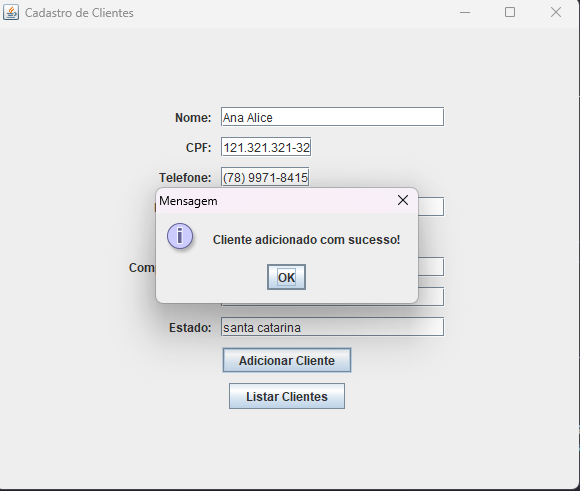 Cadastro de Clientes
Nome: Ana Alice
CPF: 121.321.321-32
Telefone: (78) 9971-8415
Mensagem
Cliente adicionado com sucesso!
OK
Estado: santa catarina
Adicionar Cliente
Listar Clientes